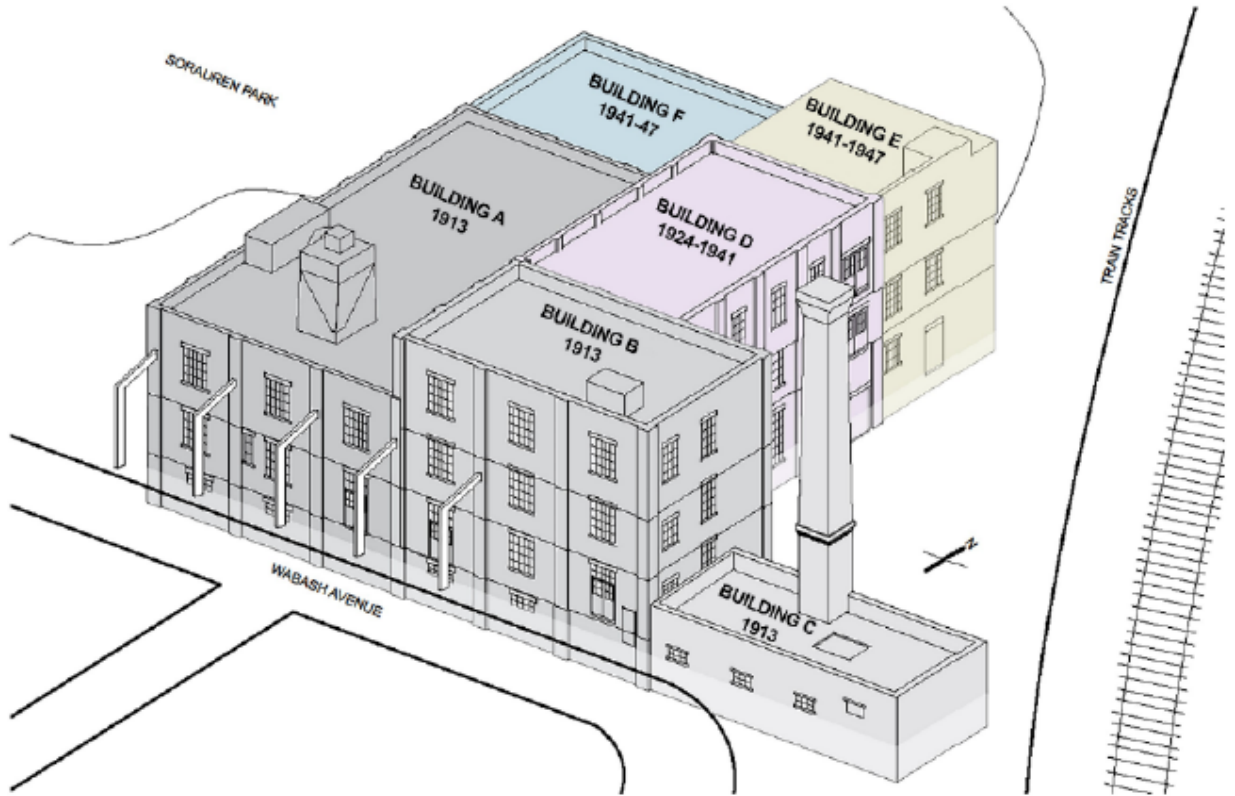 SORAUREN PARK
BUILDING F
1941-47
BUILDING E
1941-1947
BUILDING A
1913
BUILDING D
1924-1941
TRAIN TRACKS
BUILDING B
1913
N
WABASH AVENUE
BUILDING C
1913